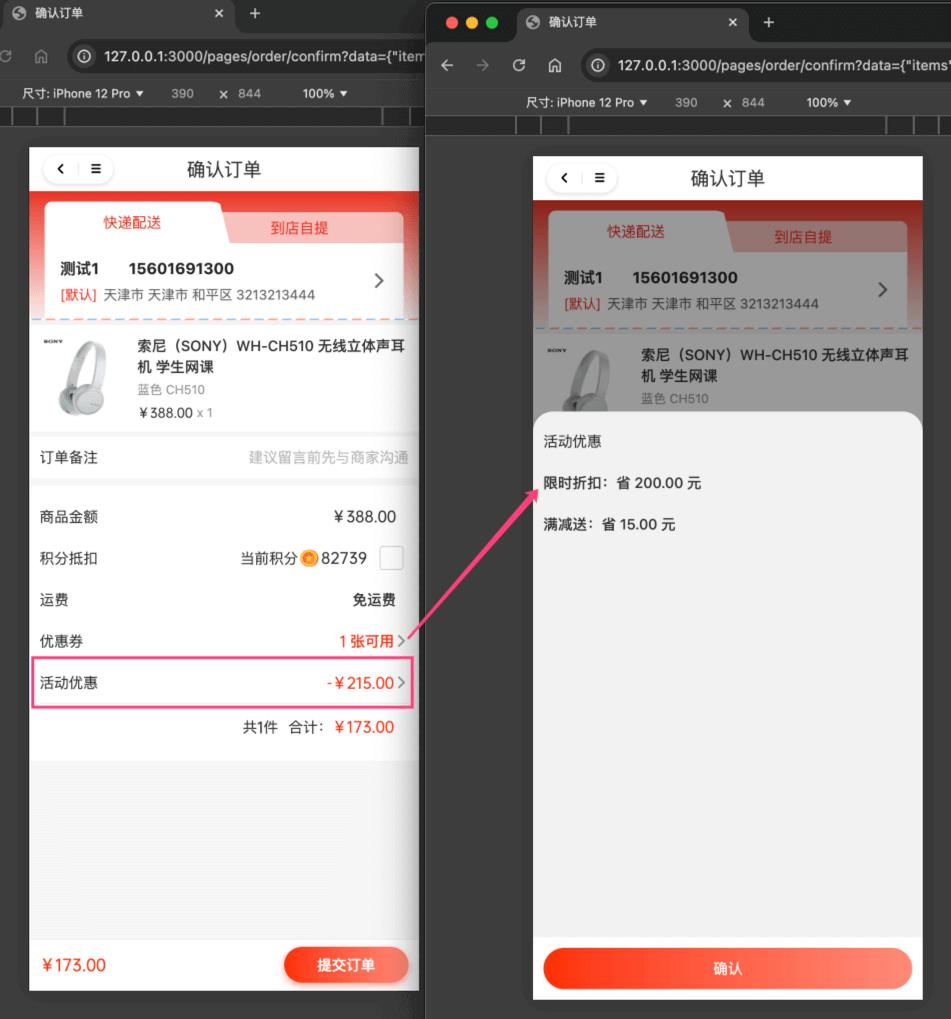 确认订单
127.0.0.1:3000/pages/order/confirm?data={"item
尺寸: iPhone 12 Pro ▼ 390 × 844 100% ▼
确认订单
快递配送
到店自提
测试1 15601691300
[默认] 天津市 天津市 和平区 3213213444
SONY
索尼（SONY）WH-CH510 无线立体声耳
机 学生网课
蓝色 CH510
￥388.00 x 1
订单备注 建议留言前先与商家沟通
商品金额 ￥388.00
积分抵扣 当前积分 82739
运费 免运费
优惠券 1 张可用
活动优惠 -￥215.00
共1件 合计： ￥173.00
￥173.00 提交订单
确认订单
127.0.0.1:3000/pages/order/confirm?data={"items"
尺寸: iPhone 12 Pro ▼ 390 × 844 100% ▼
确认订单
快递配送
到店自提
测试1 15601691300
[默认] 天津市 天津市 和平区 3213213444
SONY
索尼（SONY）WH-CH510 无线立体声耳
机 学生网课
蓝色 CH510
活动优惠
限时折扣：省 200.00 元
满减送：省 15.00 元
确认